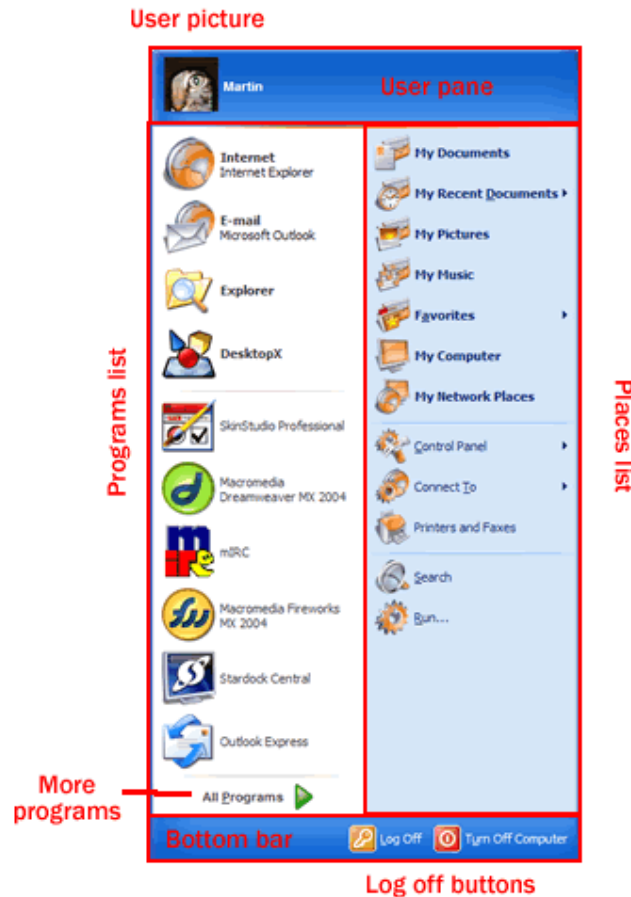 User picture
Martin
User pane
Internet
Internet Explorer
E-mail
Microsoft Outlook
Explorer
DesktopX
SkinStudio Professional
Macromedia
Dreamweaver MX 2004
mIRC
Macromedia Fireworks
MX 2004
Stardock Central
Outlook Express
All Programs
My Documents
My Recent Documents
My Pictures
My Music
Favorites
My Computer
My Network Places
Control Panel
Connect To
Printers and Faxes
Search
Run...
Programs list
Places list
More
programs
Bottom bar
Log Off
Turn Off Computer
Log off buttons